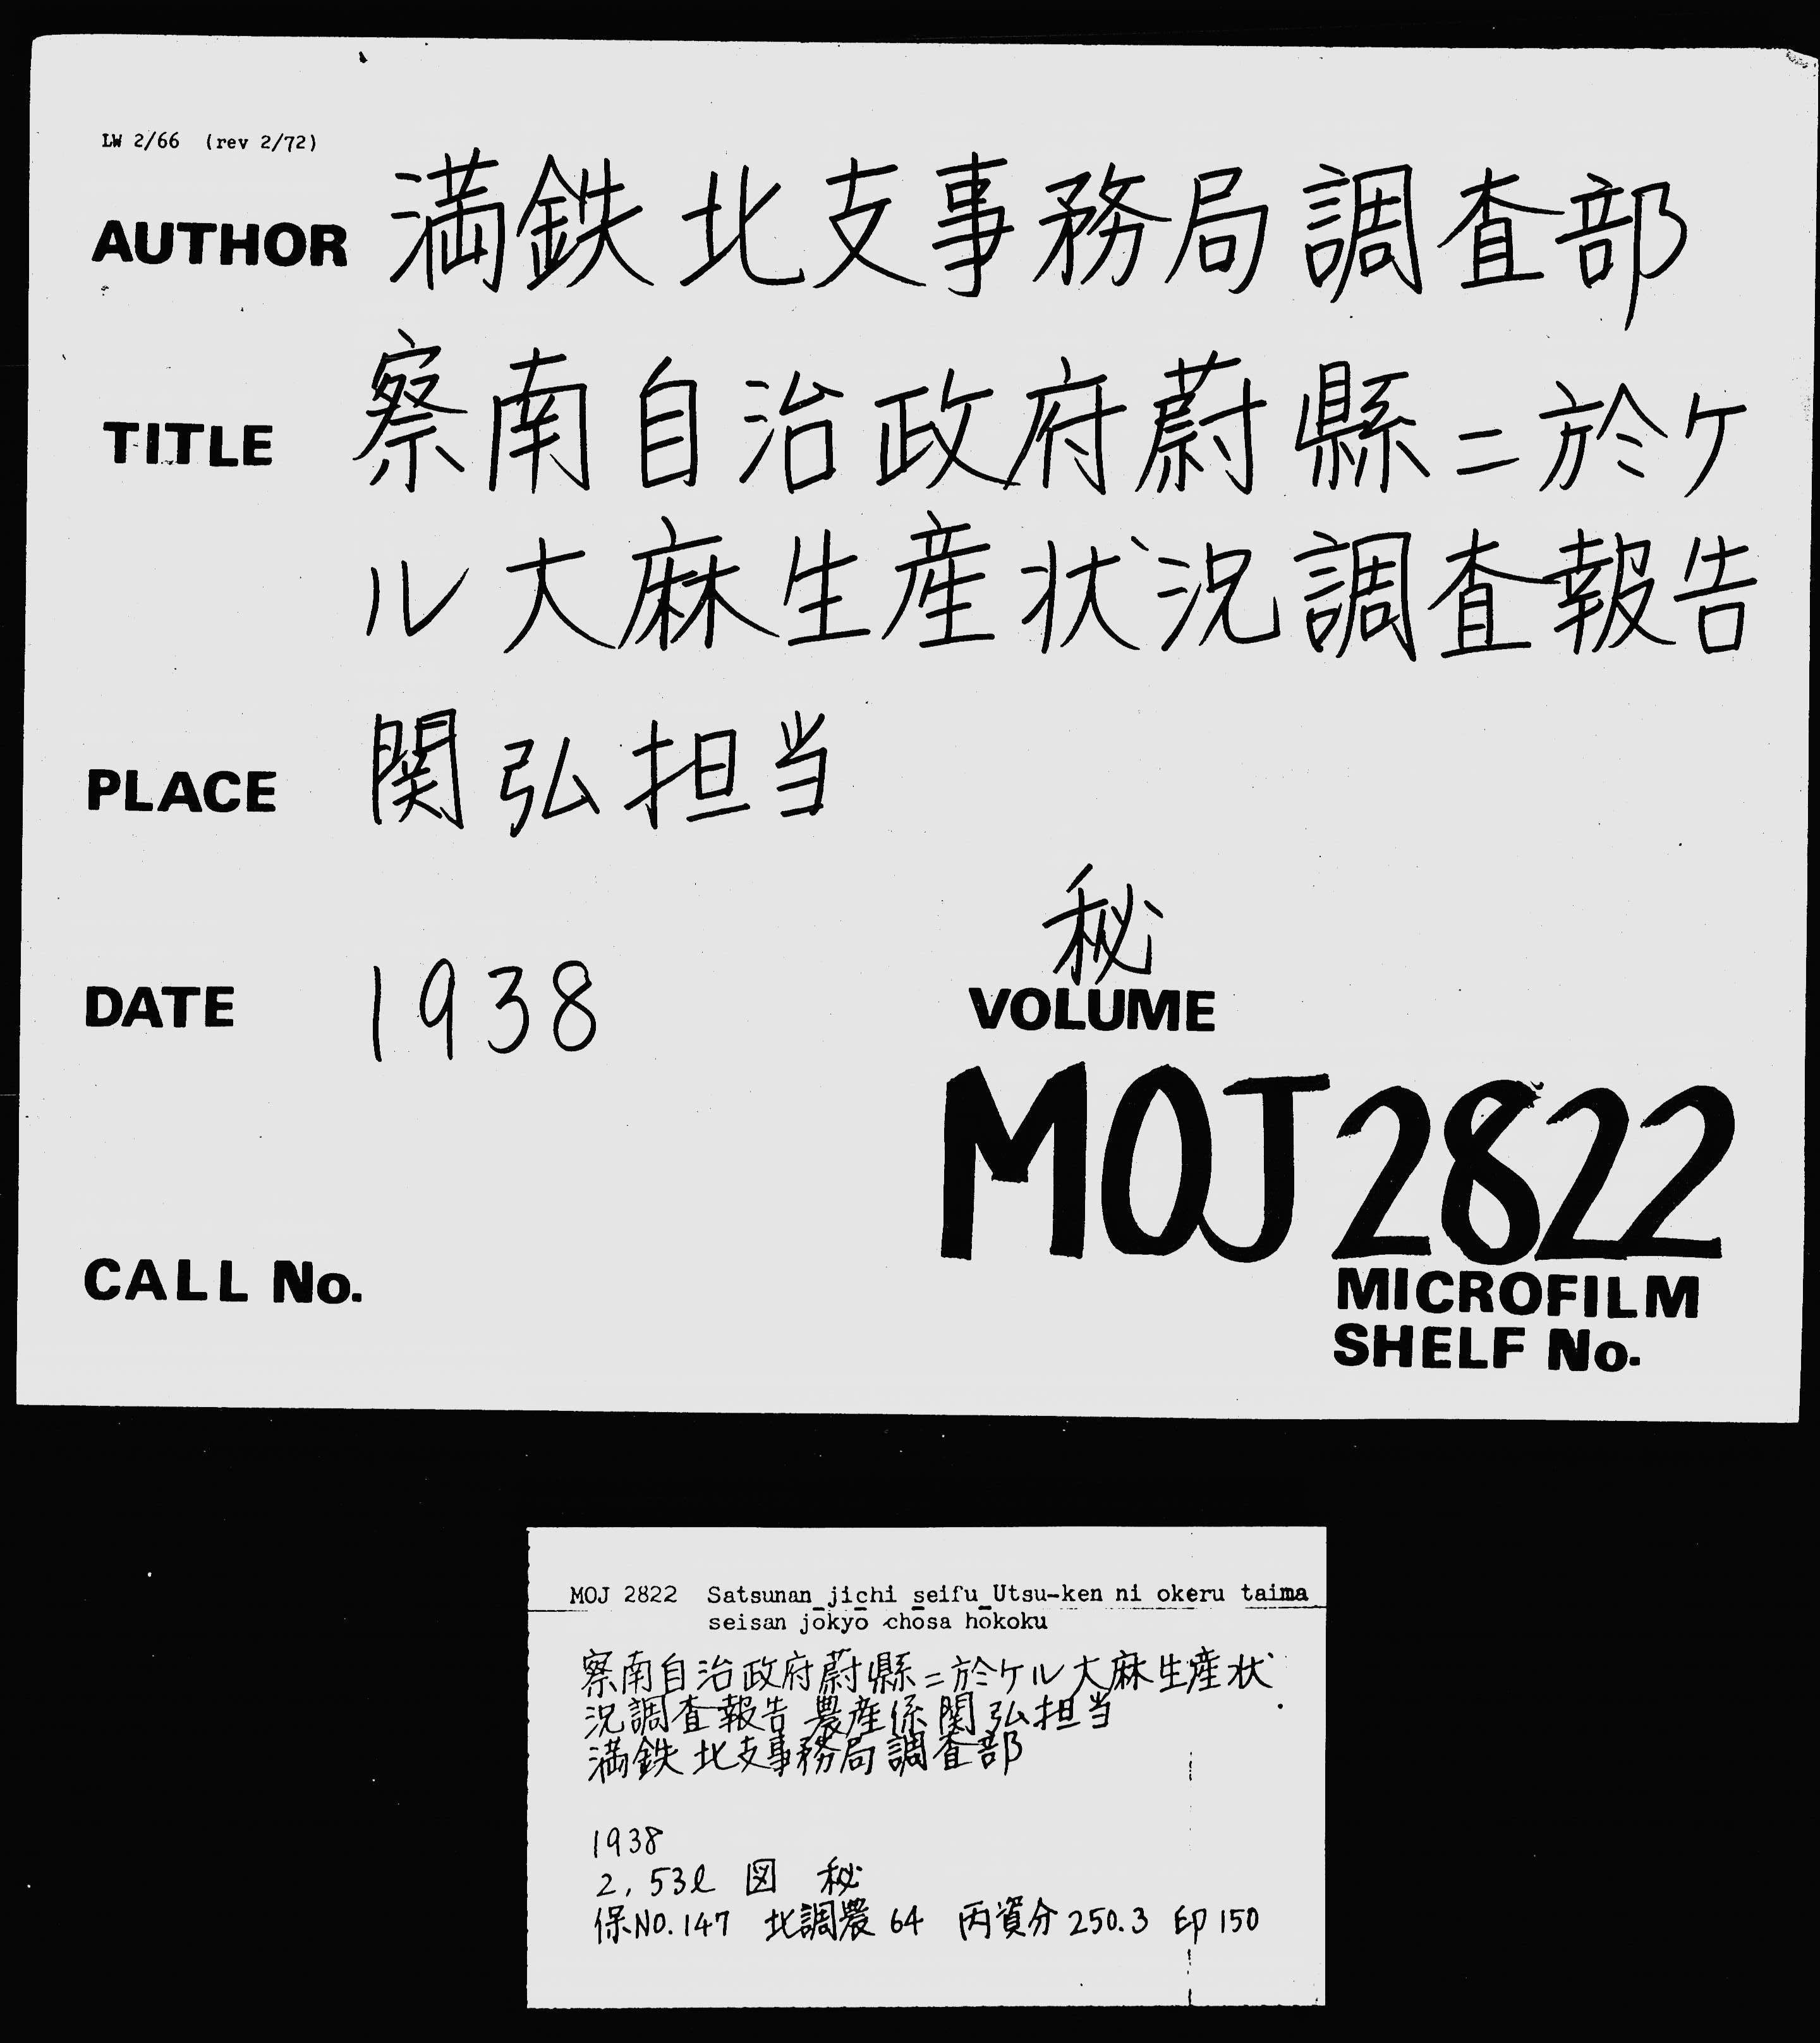 LW 2/66 (rev 2/72)
AUTHOR 満鉄北支事務局調査部
TITLE 察南自治政府蔚縣ニ於ケ
ル大麻生産状況調査報告
PLACE 関弘担当
DATE 1938
秘
VOLUME
MOJ 2822
CALL No.
MICROFILM
SHELF No.
MOJ 2822 Satsunan jichi seifu Utsu-ken ni okeru taima
seisan jōkyō chōsa hōkoku
察南自治政府蔚縣ニ於ケル大麻生産状
況調査報告 農産係関弘担当
満鉄北支事務局調査部
1938
2, 53l 図 秘
保NO.147 北調農64 丙資分250.3 印150